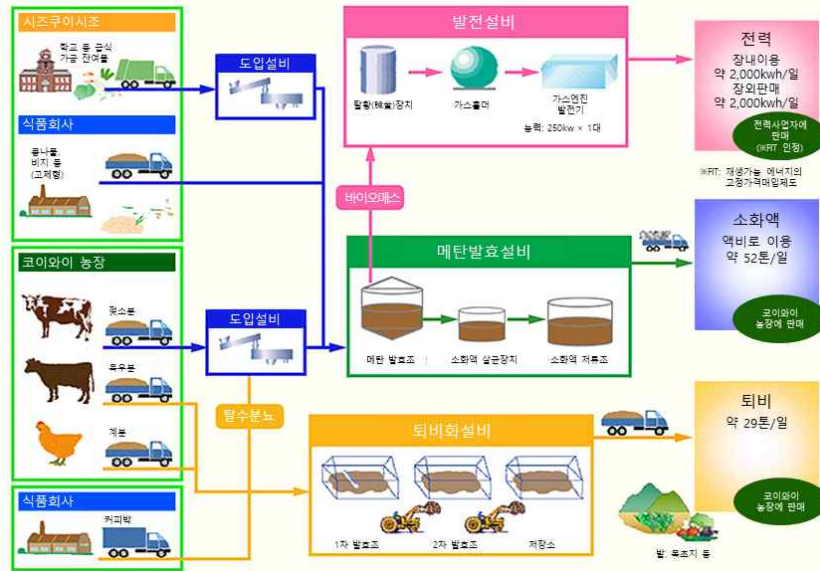 시즈쿠이시조
학교 등 급식
가공 잔여물
식품회사
콩나물,
비지 등
(고체형)
코이와이 농장
젖소분
육우분
계분
식품회사
커피박
도입설비
도입설비
바이오패스
탈수분뇨
발전설비
탈황(脫黃)장치
가스홀더
가스엔진
발전기
능력: 250kw × 1대
메탄발효설비
메탄 발효조
소화액 살균장치
소화액 저류조
퇴비화설비
1차 발효조
2차 발효조
저장소
전력
장내이용
약 2,000kwh/일
장외판매
약 2,000kwh/일
전력사업자에
판매
(※FIT 인정)
※FIT: 재생가능 에너지의
고정가격매입제도
소화액
액비로 이용
약 52톤/일
코이와이
농장에 판매
퇴비
약 29톤/일
코이와이
농장에 판매
밭, 목초지 등